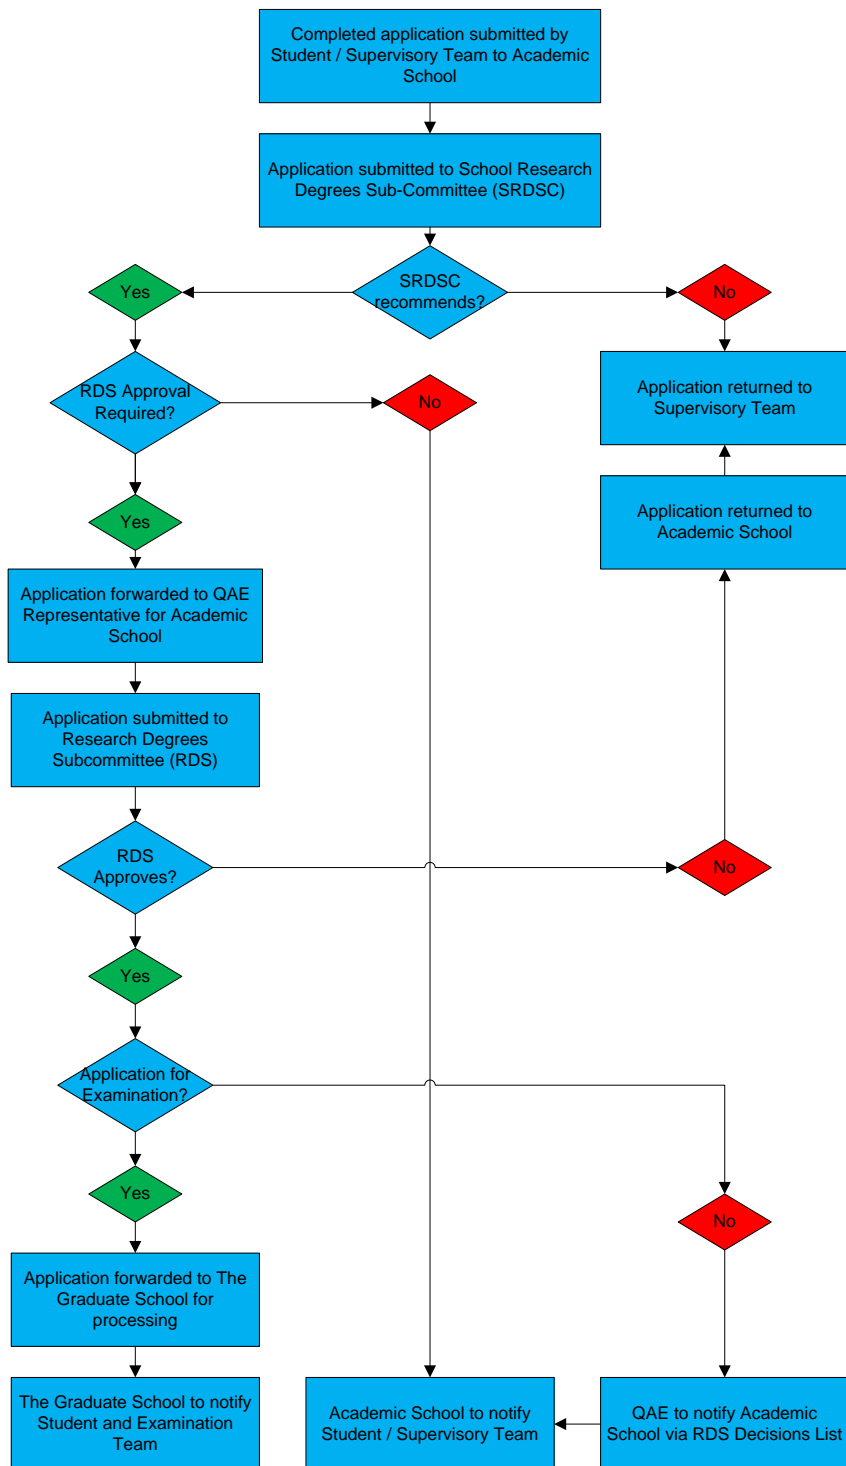 Completed application submitted by
Student / Supervisory Team to Academic
School
Application submitted to School Research
Degrees Sub-Committee (SRDSC)
Yes
SRDSC
recommends?
No
RDS Approval
Required?
No
Application returned to
Supervisory Team
Yes
Application returned to
Academic School
Application forwarded to QAE
Representative for Academic
School
Application submitted to
Research Degrees
Subcommittee (RDS)
RDS
Approves?
No
Yes
Application for
Examination?
Yes
No
Application forwarded to The
Graduate School for
processing
The Graduate School to notify
Student and Examination
Team
Academic School to notify
Student / Supervisory Team
QAE to notify Academic
School via RDS Decisions List